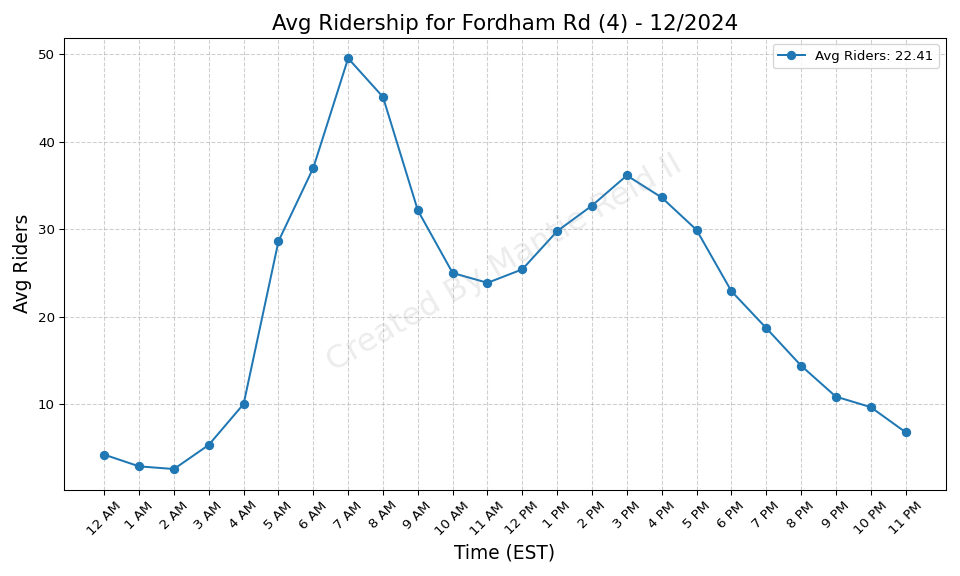 Avg Ridership for Fordham Rd (4) - 12/2024
Avg Riders: 22.41
Avg Riders
50
40
30
20
10
Created By Mantie Reid II
12 AM
1 AM
2 AM
3 AM
4 AM
5 AM
6 AM
7 AM
8 AM
9 AM
10 AM
11 AM
12 PM
1 PM
2 PM
3 PM
4 PM
5 PM
6 PM
7 PM
8 PM
9 PM
10 PM
11 PM
Time (EST)